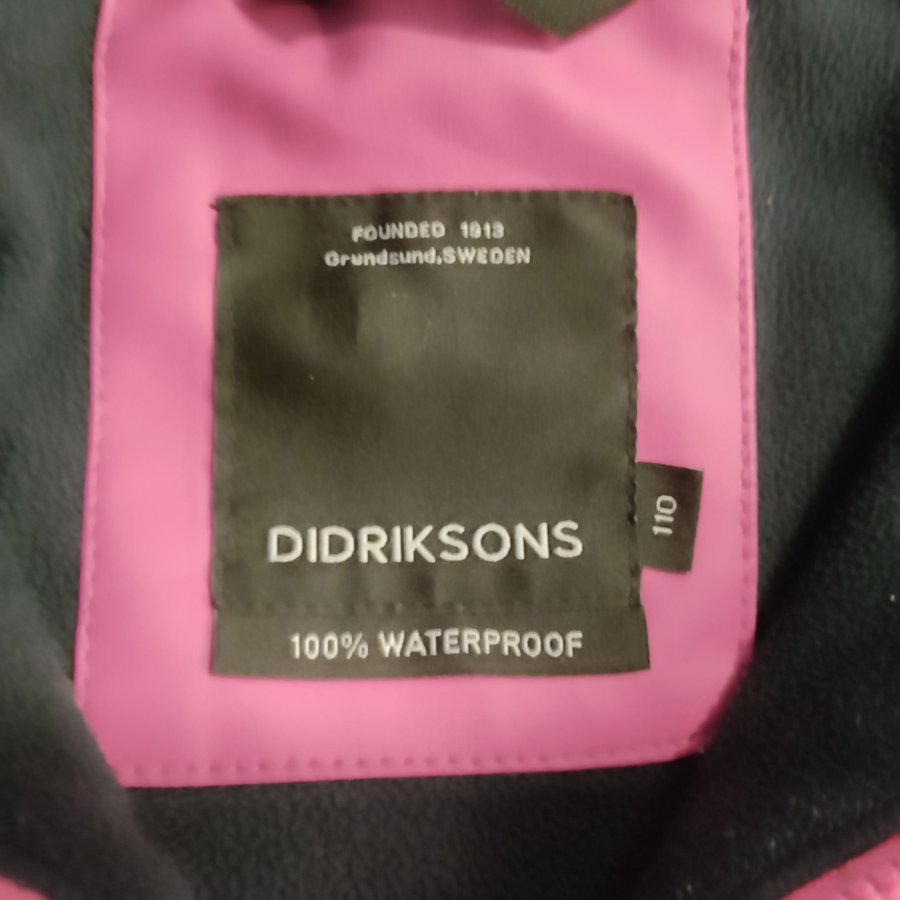 FOUNDED 1913
Grundsund,SWEDEN
DIDRIKSONS
110
100% WATERPROOF